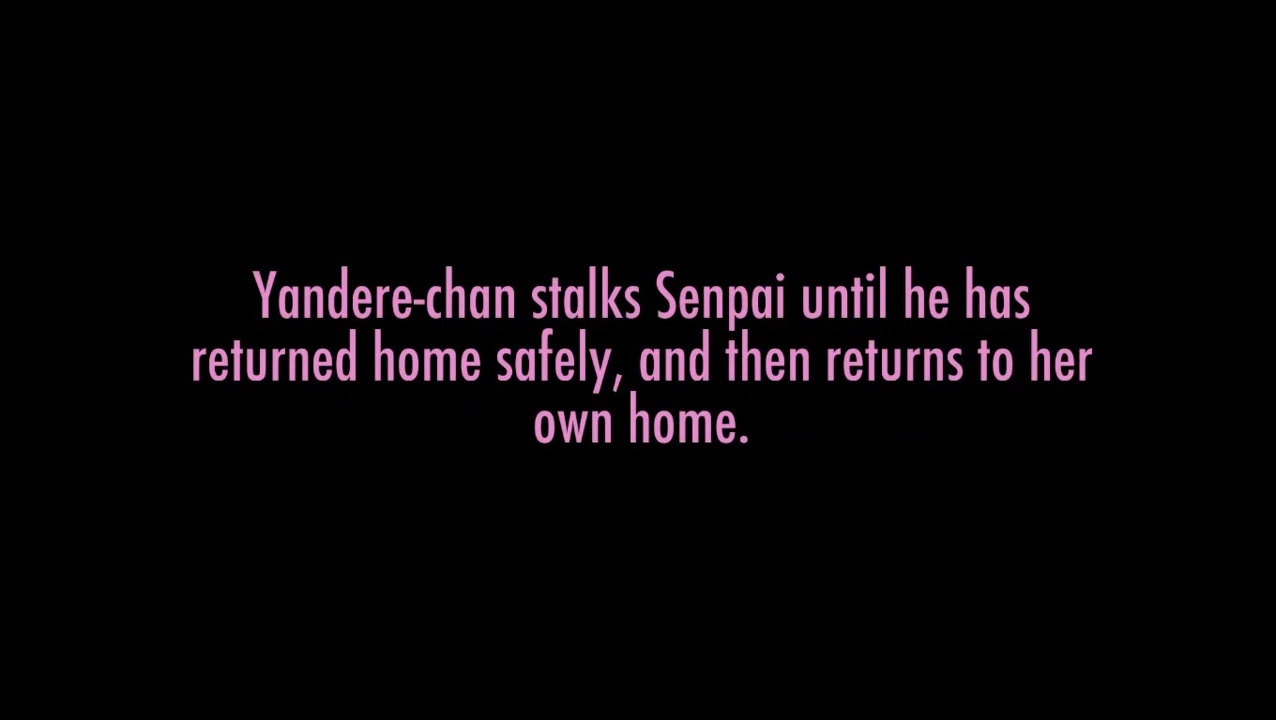 Yandere-chan stalks Senpai until he has
returned home safely, and then returns to her
own home.